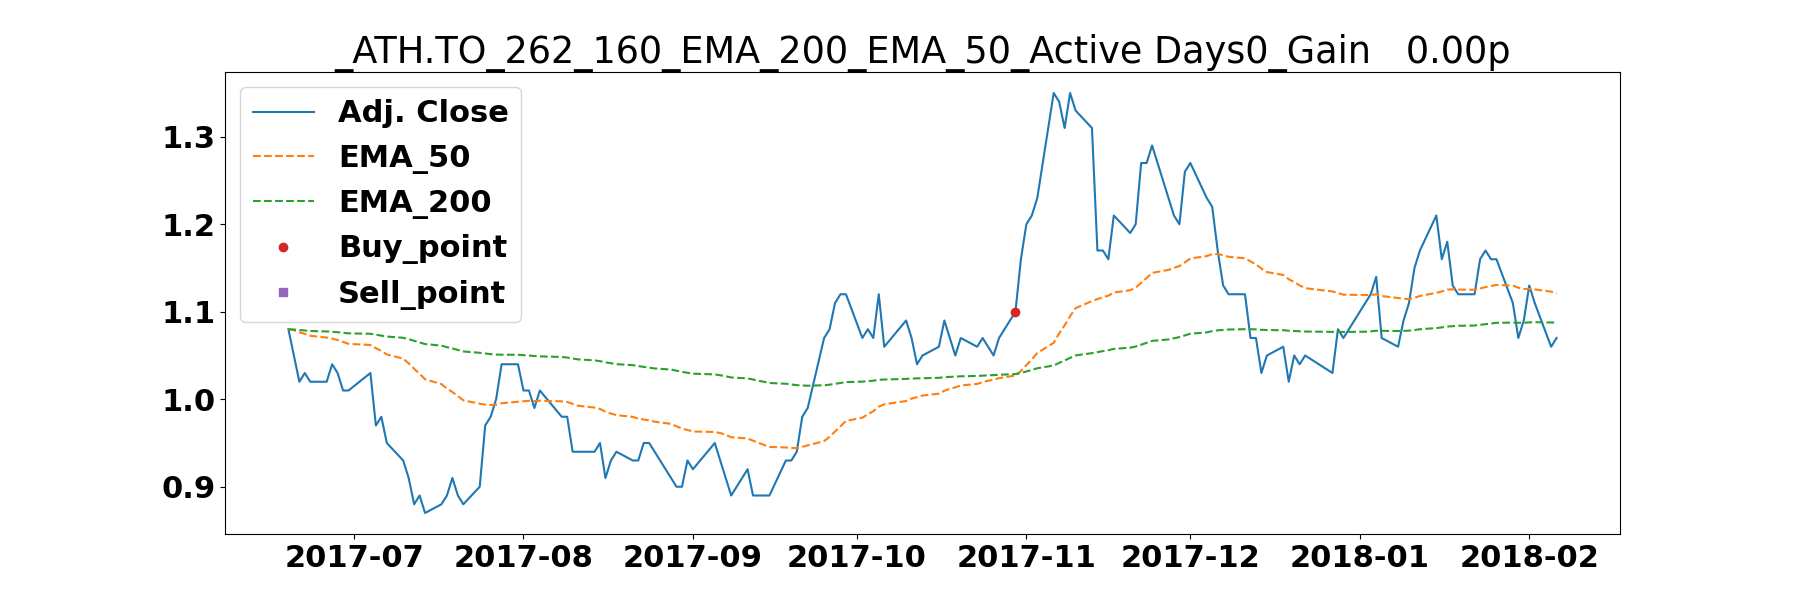 _ATH.TO_262_160_EMA_200_EMA_50_Active Days0_Gain   0.00p
Adj. Close
EMA_50
EMA_200
Buy_point
Sell_point
1.3
1.2
1.1
1.0
0.9
2017-07 2017-08 2017-09 2017-10 2017-11 2017-12 2018-01 2018-02